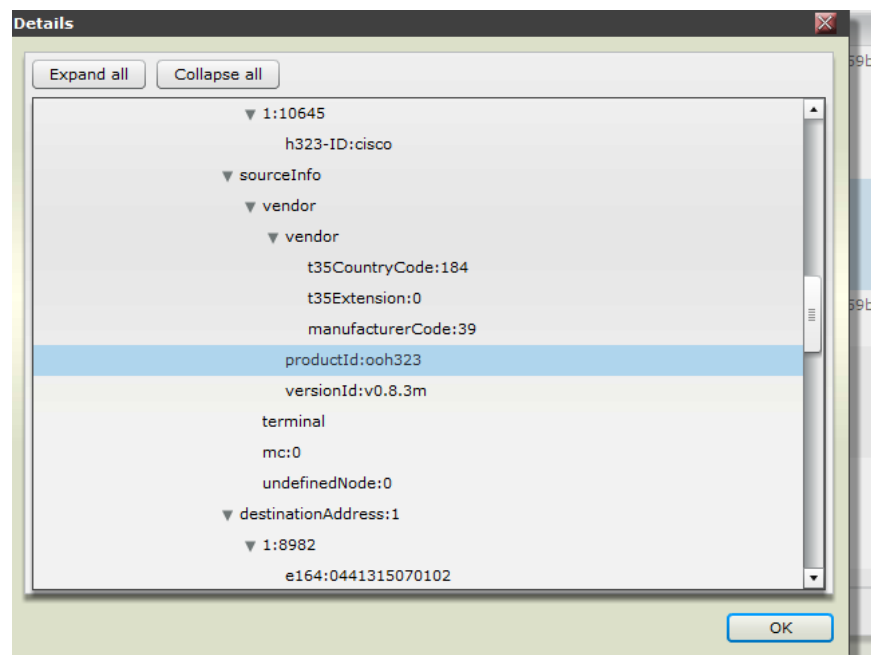 Details
Expand all Collapse all
1:10645
h323-ID:cisco
sourceInfo
vendor
vendor
t35CountryCode:184
t35Extension:0
manufacturerCode:39
productId:ooh323
versionId:v0.8.3m
terminal
mc:0
undefinedNode:0
destinationAddress:1
1:8982
e164:0441315070102
OK